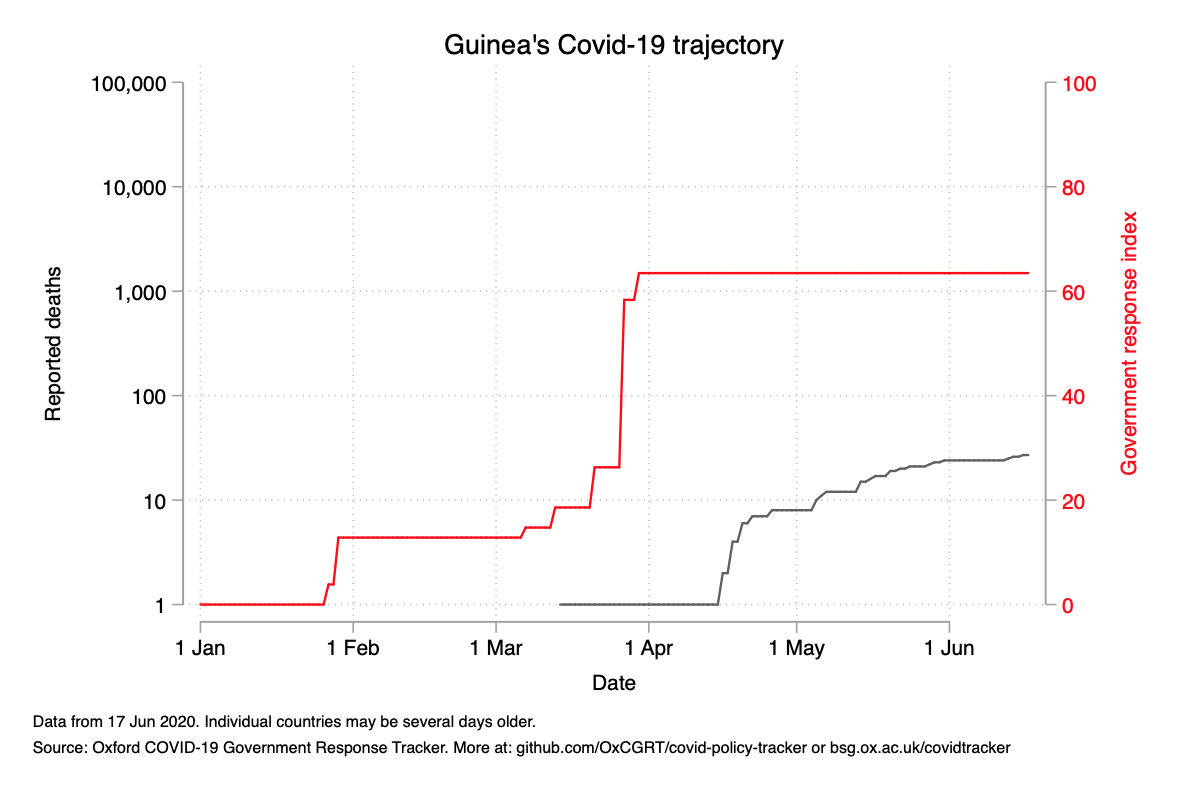 Guinea's Covid-19 trajectory
100,000
10,000
1,000
100
10
1
Reported deaths
100
80
60
40
20
0
Government response index
1 Jan 1 Feb 1 Mar 1 Apr 1 May 1 Jun
Date
Data from 17 Jun 2020. Individual countries may be several days older.
Source: Oxford COVID-19 Government Response Tracker. More at: github.com/OxCGRT/covid-policy-tracker or bsg.ox.ac.uk/covidtracker